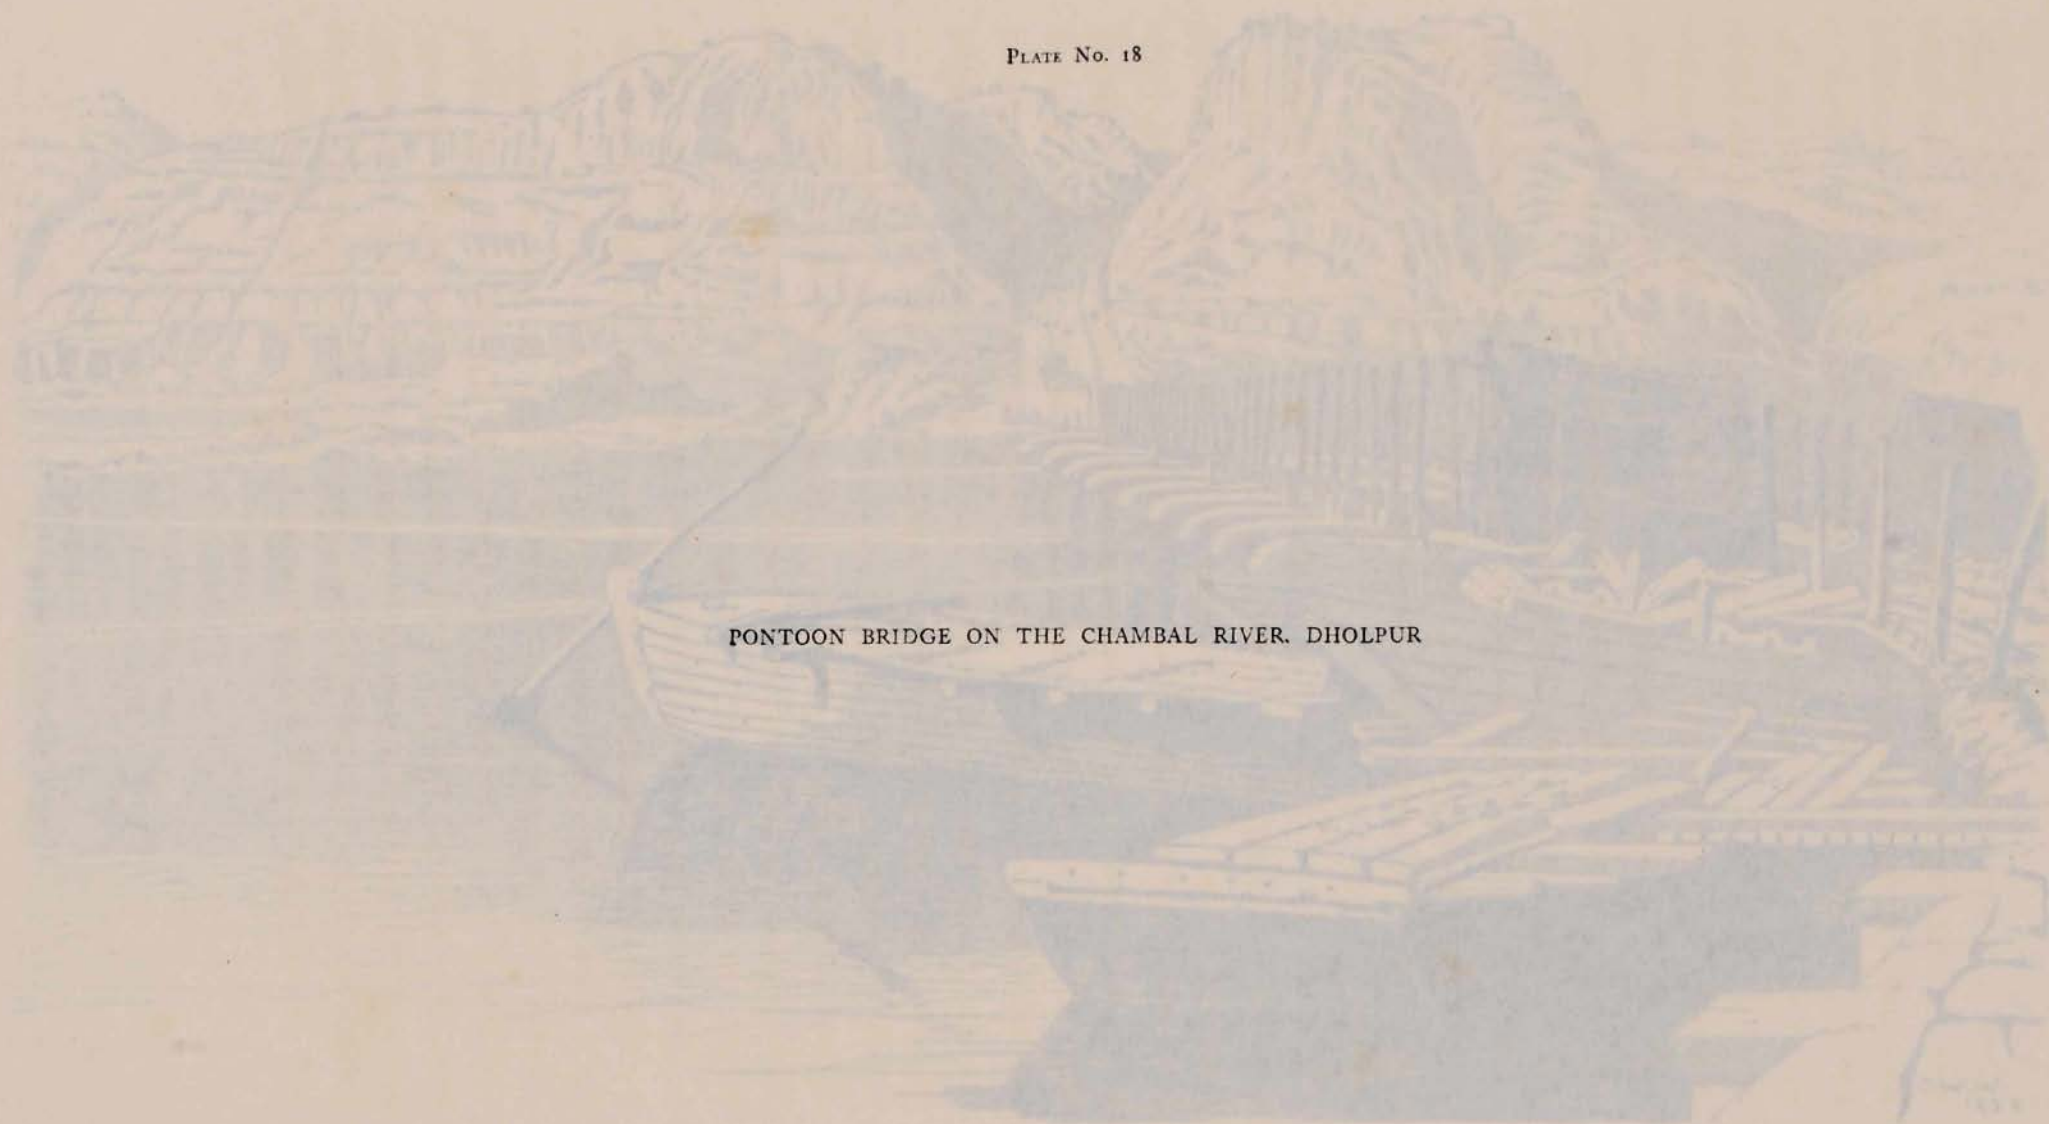 PLATE No. 18
PONTOON BRIDGE ON THE CHAMBAL RIVER. DHOLPUR